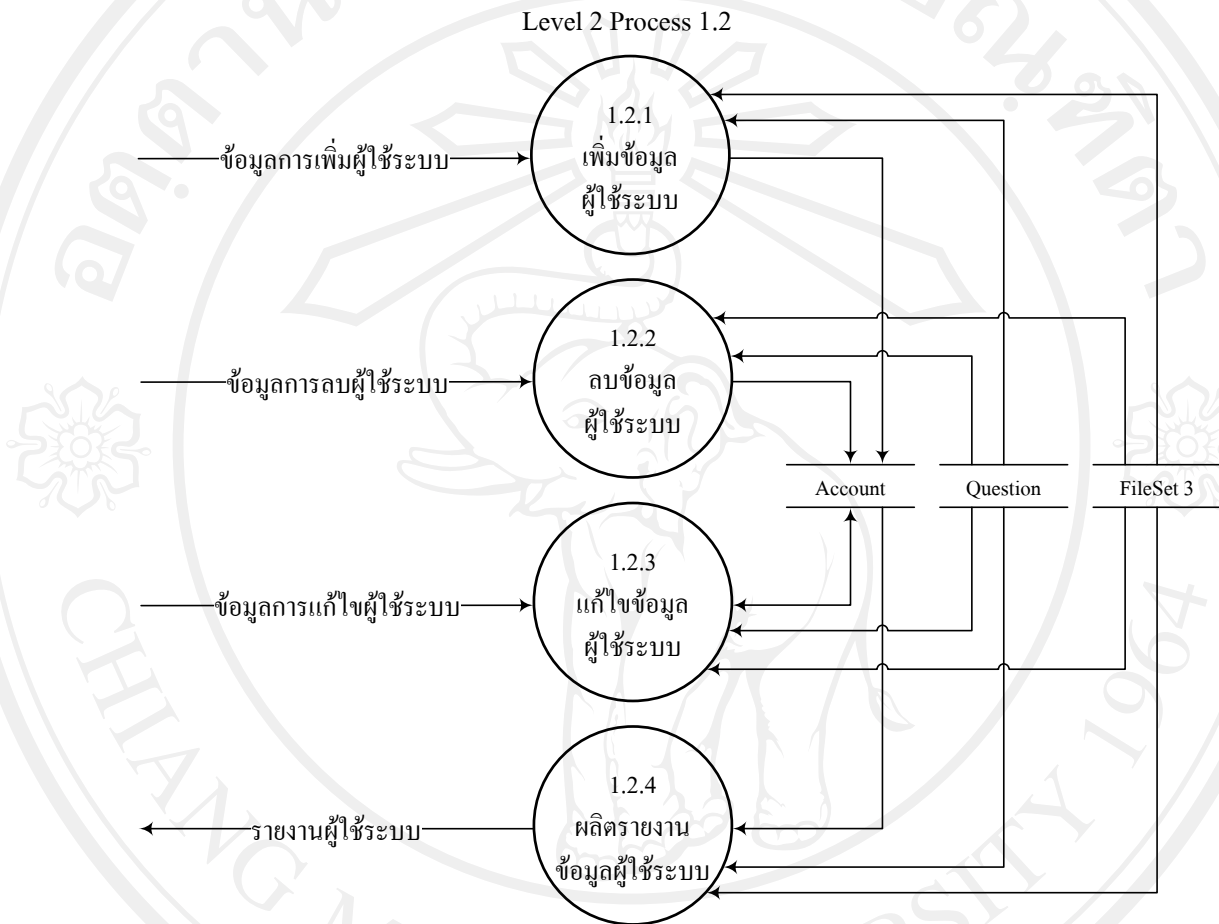 Level 2 Process 1.2
1.2.1
เพิ่มข้อมูล
ผู้ใช้ระบบ
ข้อมูลการเพิ่มผู้ใช้ระบบ
1.2.2
ลบข้อมูล
ผู้ใช้ระบบ
ข้อมูลการลบผู้ใช้ระบบ
Account
Question
FileSet 3
1.2.3
แก้ไขข้อมูล
ผู้ใช้ระบบ
ข้อมูลการแก้ไขผู้ใช้ระบบ
1.2.4
ผลิตรายงาน
ข้อมูลผู้ใช้ระบบ
รายงานผู้ใช้ระบบ
1964